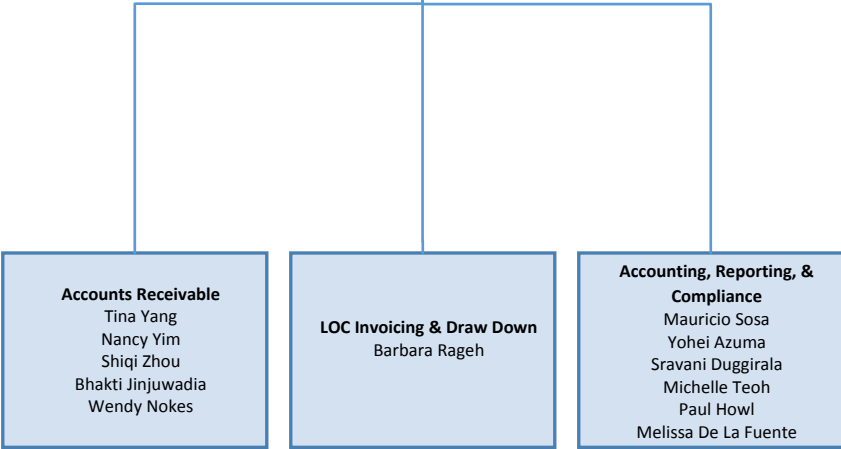 Accounts Receivable
Tina Yang
Nancy Yim
Shiqi Zhou
Bhakti Jinjuwadia
Wendy Nokes
LOC Invoicing & Draw Down
Barbara Rageh
Accounting, Reporting, &
Compliance
Mauricio Sosa
Yohei Azuma
Sravani Duggirala
Michelle Teoh
Paul Howl
Melissa De La Fuente